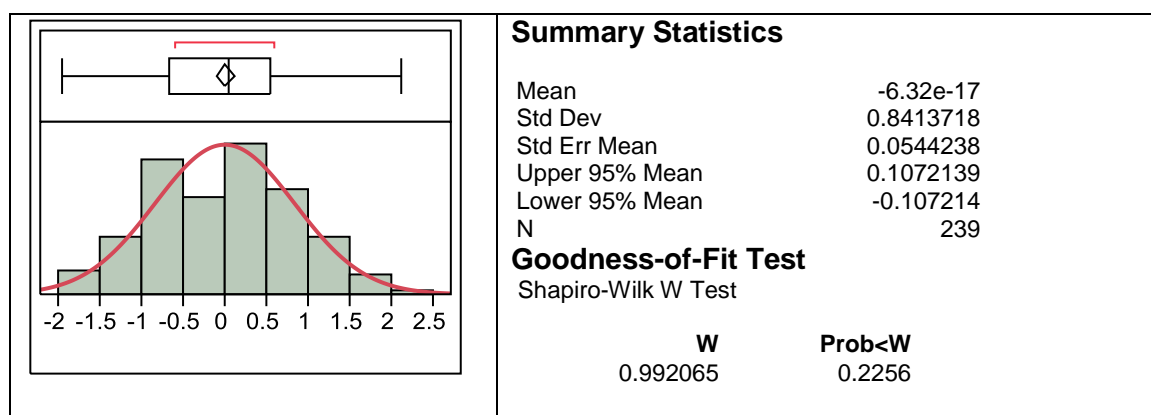 -2 -1.5 -1 -0.5 0 0.5 1 1.5 2 2.5
Summary Statistics
Mean -6.32e-17
Std Dev 0.8413718
Std Err Mean 0.0544238
Upper 95% Mean 0.1072139
Lower 95% Mean -0.107214
N 239
Goodness-of-Fit Test
Shapiro-Wilk W Test
W Prob<W
0.992065 0.2256